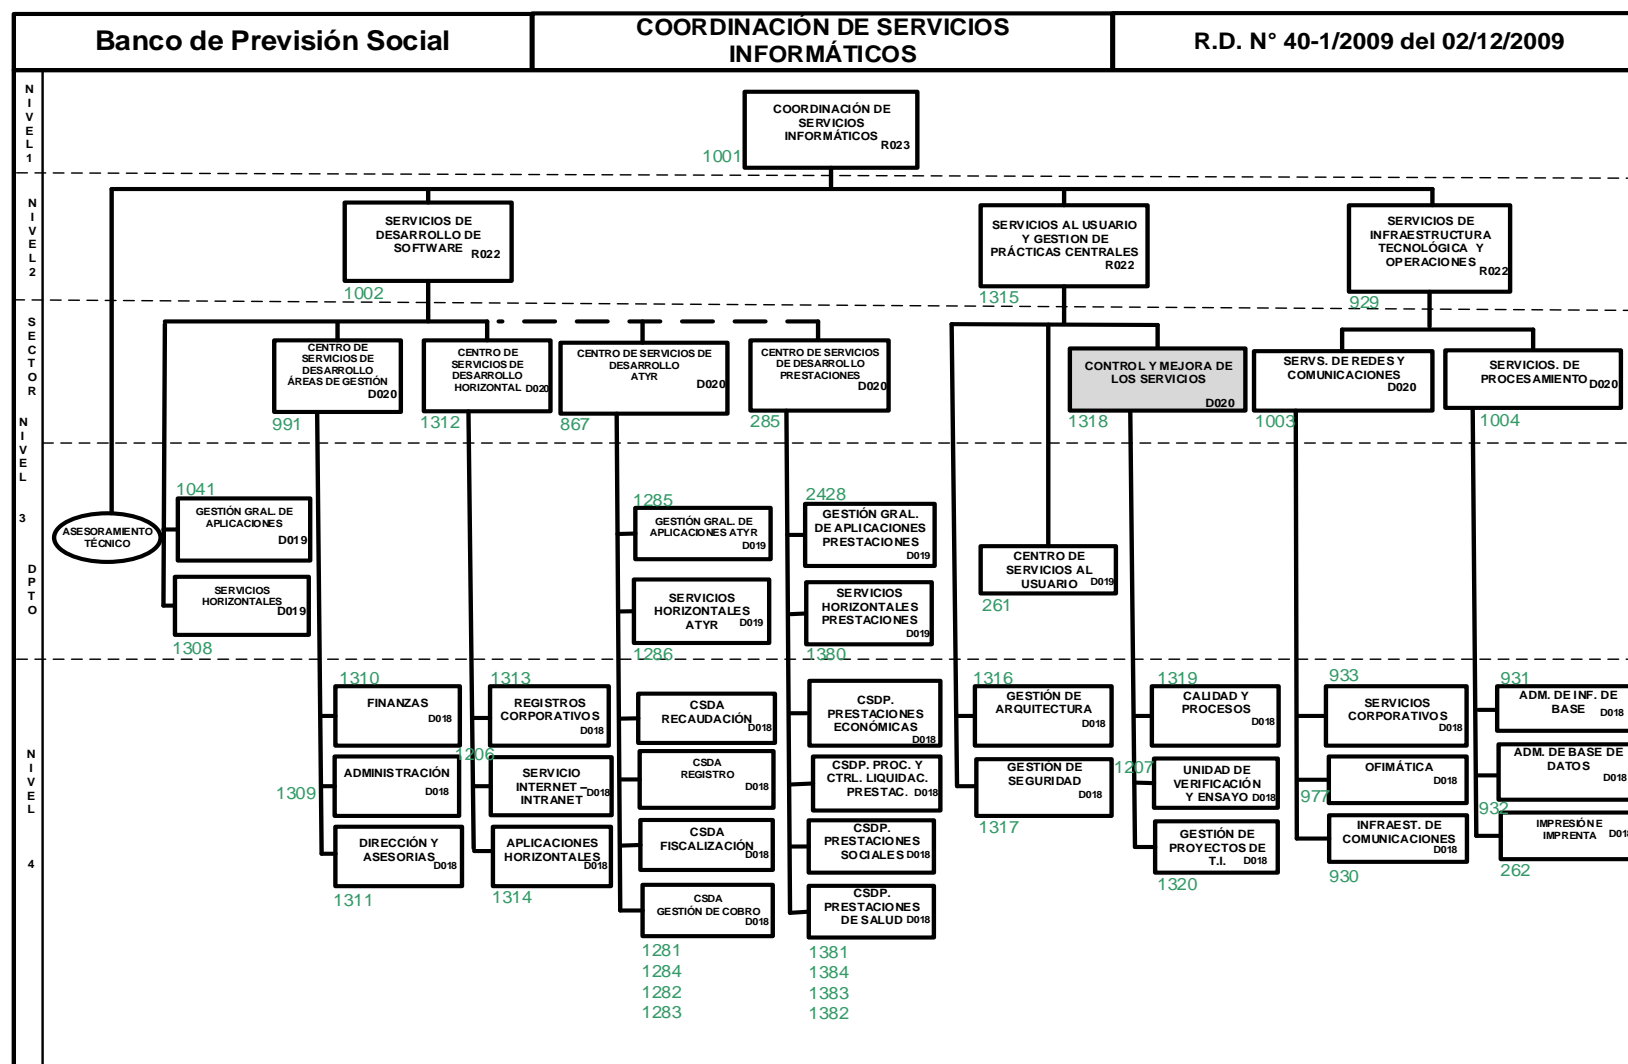 Banco de Previsión Social
COORDINACIÓN DE SERVICIOS
INFORMÁTICOS
R.D. N° 40-1/2009 del 02/12/2009
NIVEL 1
COORDINACIÓN DE
SERVICIOS
INFORMÁTICOS
R023
1001
NIVEL 2
SERVICIOS DE
DESARROLLO DE
SOFTWARE R022
1002
SERVICIOS AL USUARIO
Y GESTION DE
PRÁCTICAS CENTRALES
R022
1315
SERVICIOS DE
INFRAESTRUCTURA
TECNOLÓGICA Y
OPERACIONES R022
929
SECTOR
CENTRO DE
SERVICIOS DE
DESARROLLO
ÁREAS DE GESTIÓN
D020
991
CENTRO DE
SERVICIOS DE
DESARROLLO
HORIZONTAL D020
1312
CENTRO DE SERVICIOS DE
DESARROLLO
ATYR
D020
867
CENTRO DE SERVICIOS
DE DESARROLLO
PRESTACIONES D020
285
CONTROL Y MEJORA DE
LOS SERVICIOS
D020
1318
SERVS. DE REDES Y
COMUNICACIONES
D020
1003
SERVICIOS. DE
PROCESAMIENTO D020
1004
NIVEL
3
DPTO
ASESORAMIENTO
TÉCNICO
1041
GESTIÓN GRAL. DE
APLICACIONES
D019
SERVICIOS
HORIZONTALES
D019
1308
1285
GESTIÓN GRAL. DE
APLICACIONES ATYR
D019
SERVICIOS
HORIZONTALES
ATYR D019
1286
2428
GESTIÓN GRAL.
DE APLICACIONES
PRESTACIONES
D019
SERVICIOS
HORIZONTALES
PRESTACIONES
D019
1380
CENTRO DE
SERVICIOS AL
USUARIO D019
261
NIVEL
4
1310
FINANZAS
D018
ADMINISTRACIÓN
D018
1309
DIRECCIÓN Y
ASESORIAS D018
1311
1313
REGISTROS
CORPORATIVOS
D018
1206
SERVICIO
INTERNET –
INTRANET D018
APLICACIONES
HORIZONTALES
D018
1314
CSDA
RECAUDACIÓN
D018
CSDA
REGISTRO
D018
CSDA
FISCALIZACIÓN
D018
CSDA
GESTIÓN DE COBRO
D018
1281
1284
1282
1283
CSDP.
PRESTACIONES
ECONÓMICAS
D018
CSDP. PROC. Y
CTRL. LIQUIDAC.
PRESTAC. D018
CSDP.
PRESTACIONES
SOCIALES D018
CSDP.
PRESTACIONES
DE SALUD D018
1381
1384
1383
1382
1316
GESTIÓN DE
ARQUITECTURA
D018
GESTIÓN DE
SEGURIDAD
D018
1317
1319
CALIDAD Y
PROCESOS
D018
1207
UNIDAD DE
VERIFICACIÓN
Y ENSAYO D018
GESTIÓN DE
PROYECTOS DE
T.I. D018
1320
933
SERVICIOS
CORPORATIVOS
D018
OFIMÁTICA
D018
977
INFRAEST. DE
COMUNICACIONES
D018
930
931
ADM. DE INF. DE
BASE D018
ADM. DE BASE DE
DATOS
D018
932
IMPRESIÓN E
IMPRENTA D018
262